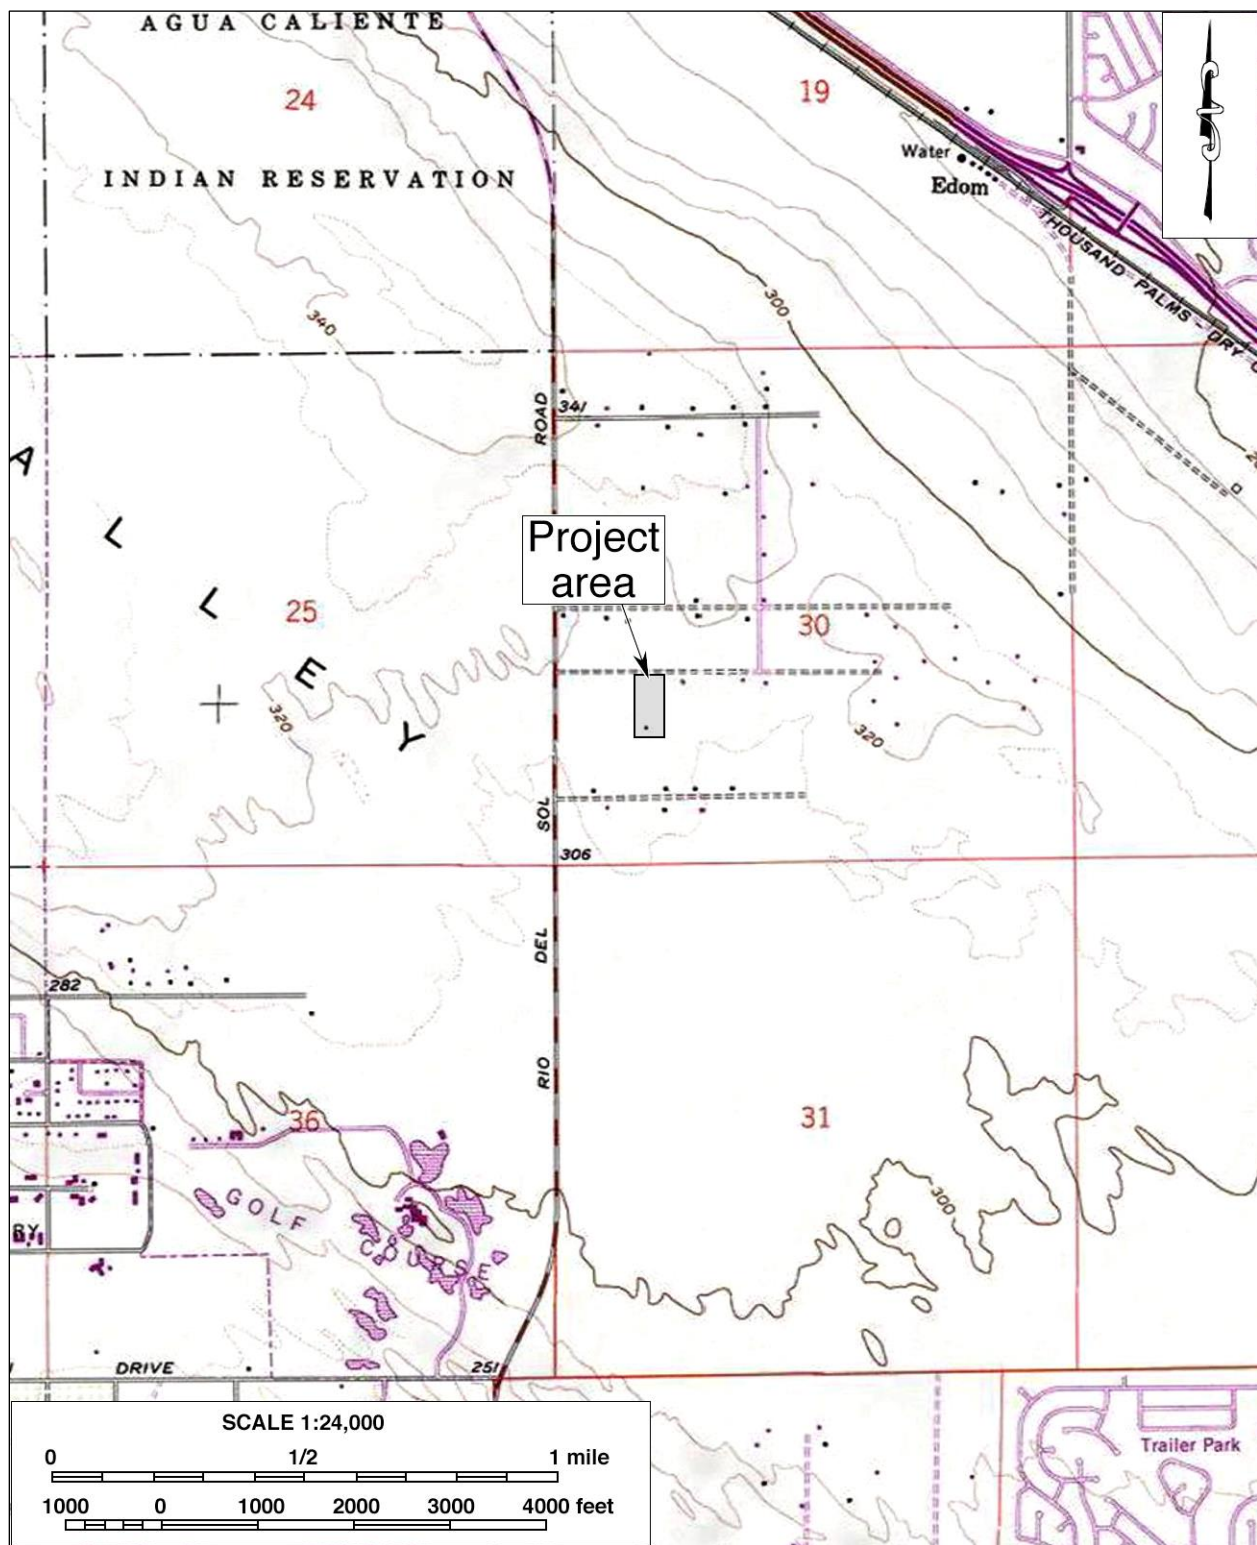 AGUA CALIENTE
24
19
INDIAN RESERVATION
Water
Edom
THOUSAND PALMS - DRY
300
340
ROAD
341
A
L
L
E
Y
Project
area
25
30
320
320
SOL
306
DEL
282
RIO
36
31
GOLF
COURSE
300
RY
DRIVE
251
SCALE 1:24,000
0 1/2 1 mile
1000 0 1000 2000 3000 4000 feet
Trailer Park